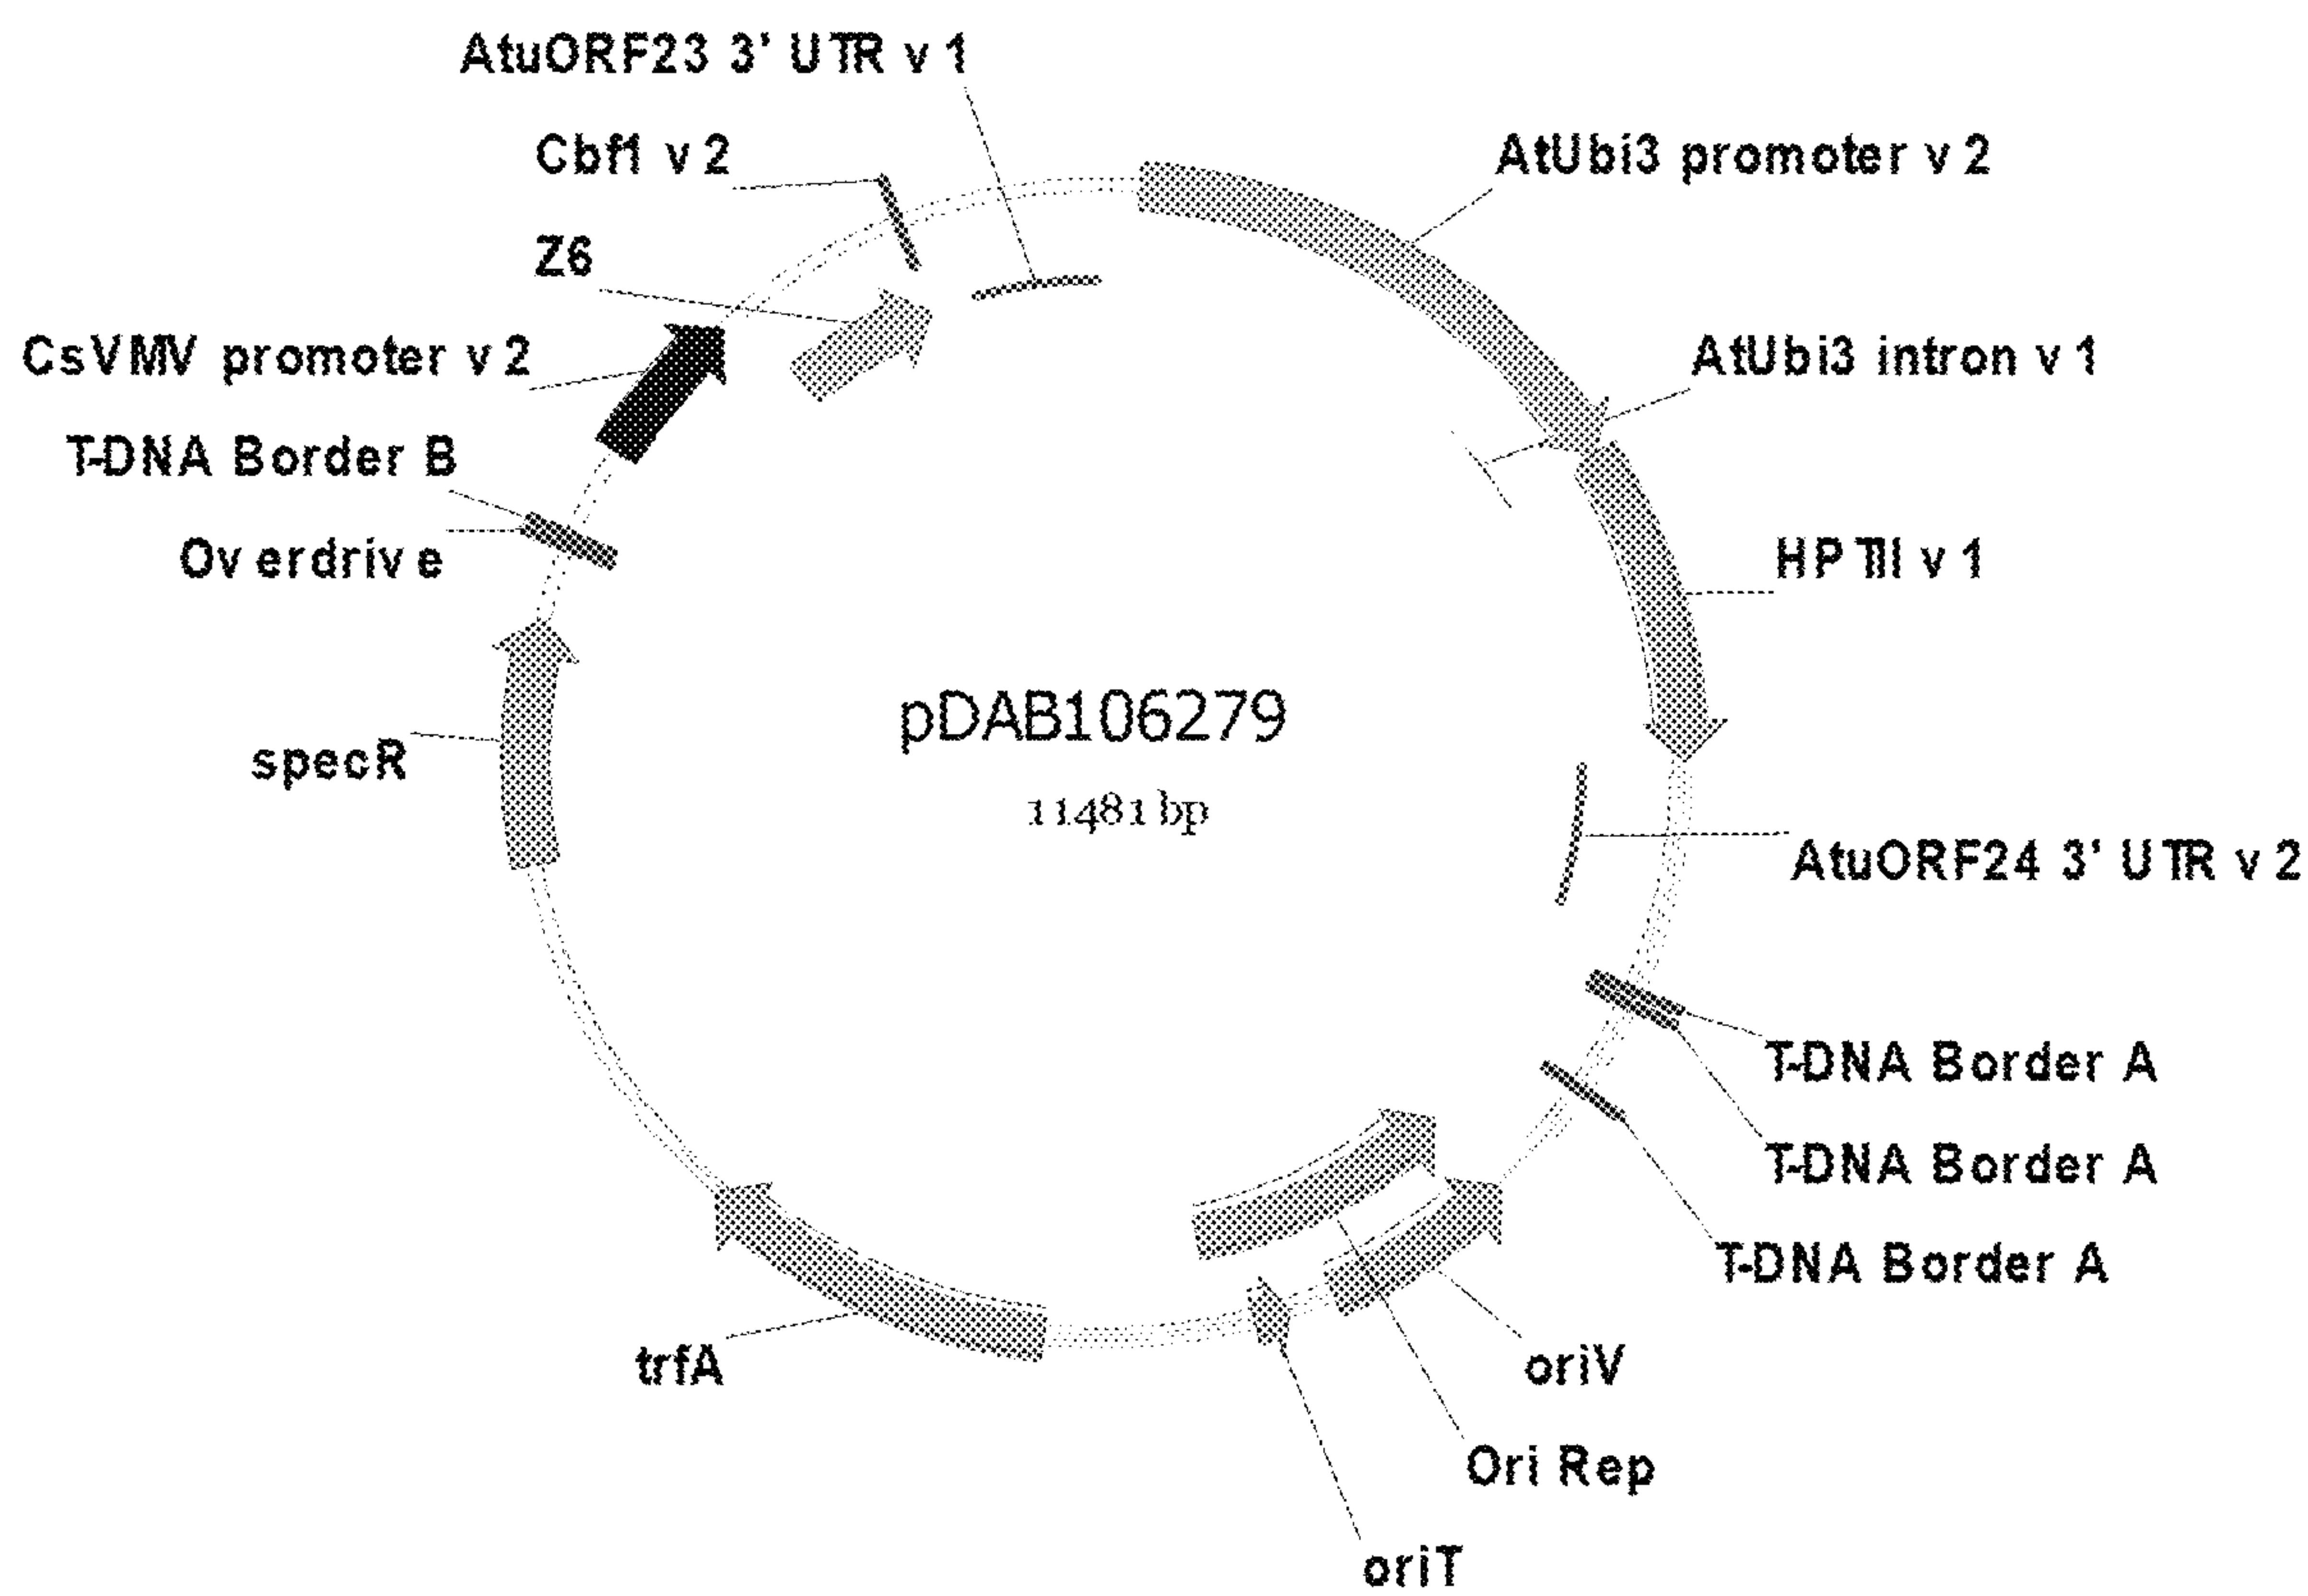 AtuORF23 3' UTR v 1
Cbf1 v 2
AtUbi3 promoter v 2
Z6
CsVMV promoter v 2
AtUbi3 intron v 1
T-DNA Border B
Overdrive
HPTII v 1
pDAB106279
specR
11481 bp
AtuORF24 3' UTR v 2
T-DNA Border A
T-DNA Border A
T-DNA Border A
trfA
oriV
Ori Rep
oriT